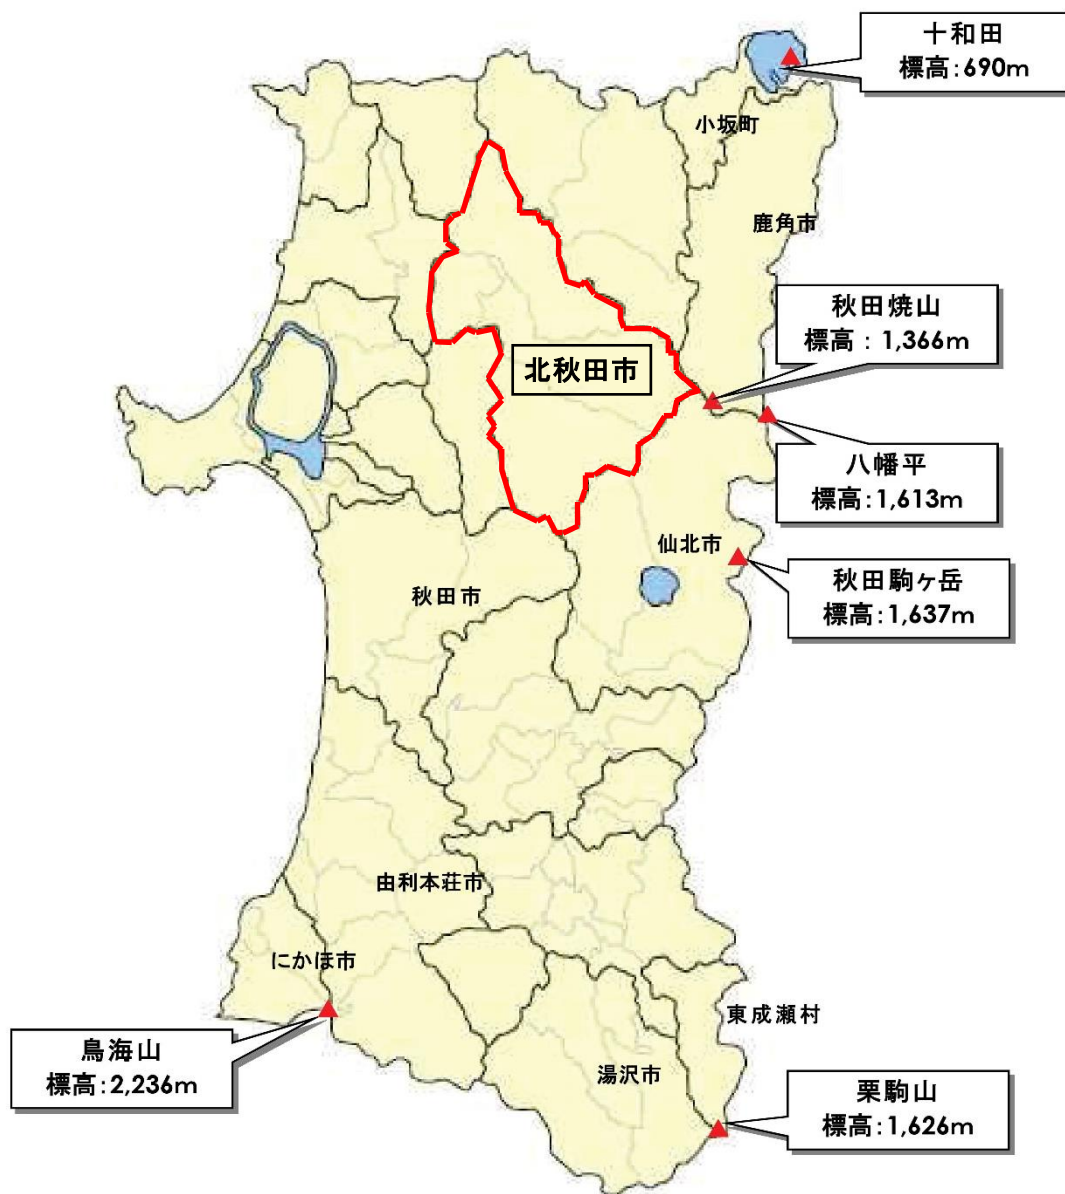 十和田
標高:690m
小坂町
鹿角市
秋田焼山
標高:1,366m
北秋田市
八幡平
標高:1,613m
仙北市
秋田駒ヶ岳
標高:1,637m
秋田市
由利本荘市
にかほ市
東成瀬村
鳥海山
標高:2,236m
湯沢市
栗駒山
標高:1,626m